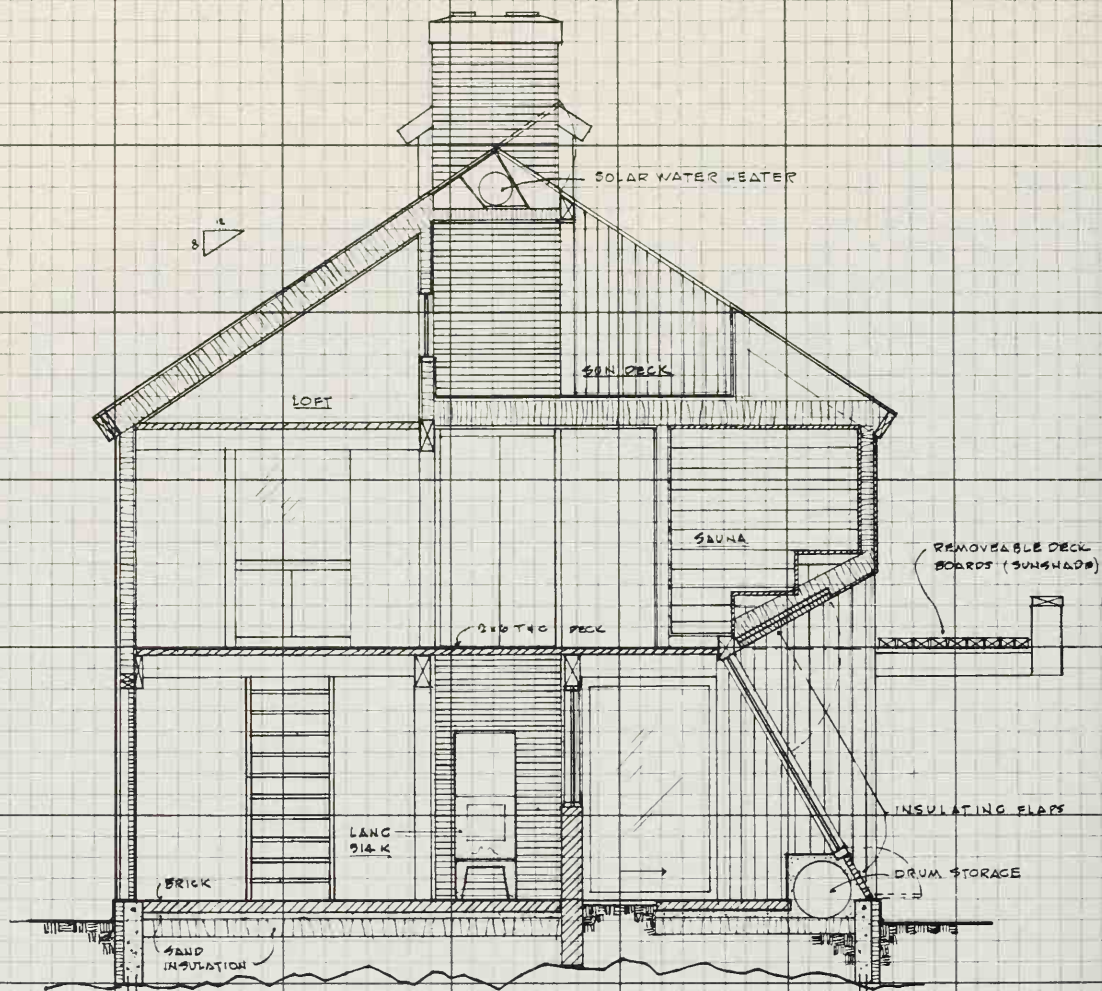 SOLAR WATER HEATER
12
8
SUN DECK
LOFT
SAUNA
REMOVEABLE DECK
BOARDS (SUNSHADE)
2x6 T&G DECK
INSULATING FLAPS
LANG
514 K
DRUM STORAGE
BRICK
SAND
INSULATION